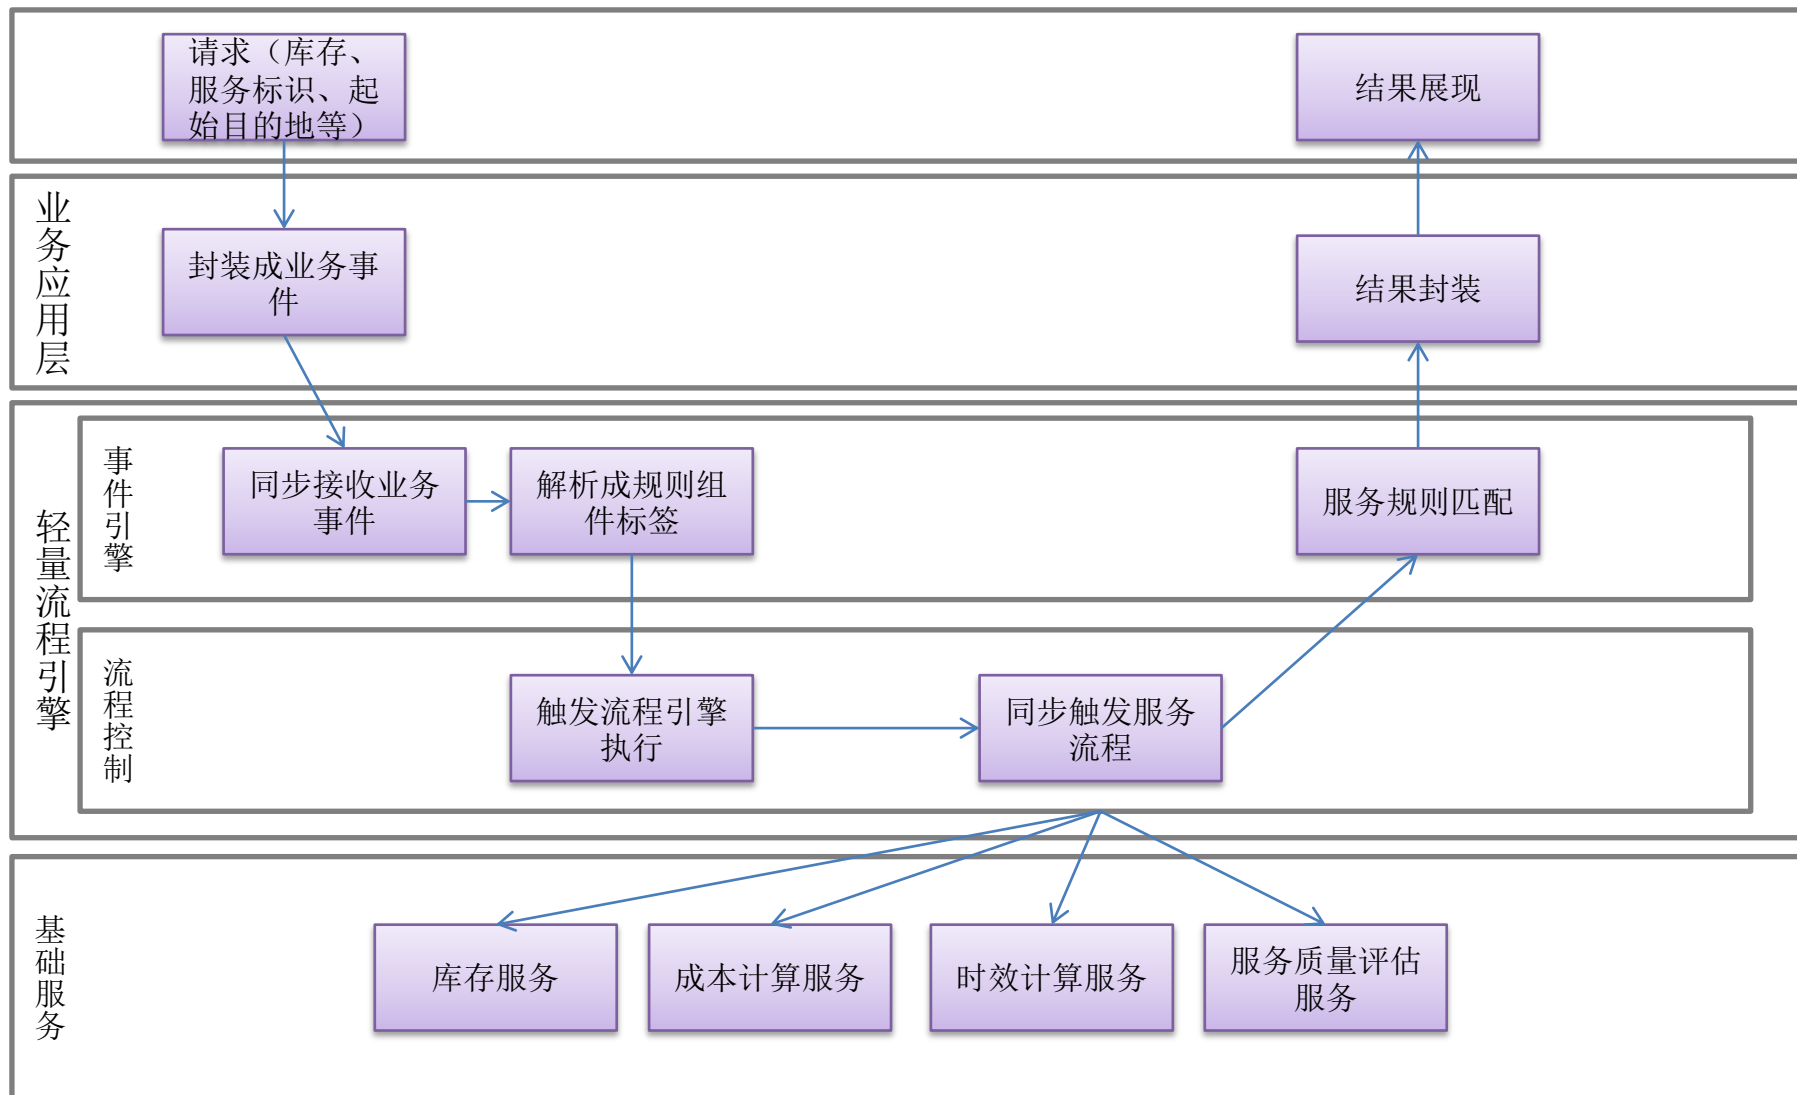 请求（库存、
服务标识、起
始目的地等）
结果展现
业务应用层
封装成业务事
件
结果封装
轻量流程引擎
事件引擎
同步接收业务
事件
解析成规则组
件标签
服务规则匹配
流程控制
触发流程引擎
执行
同步触发服务
流程
基础服务
库存服务
成本计算服务
时效计算服务
服务质量评估
服务